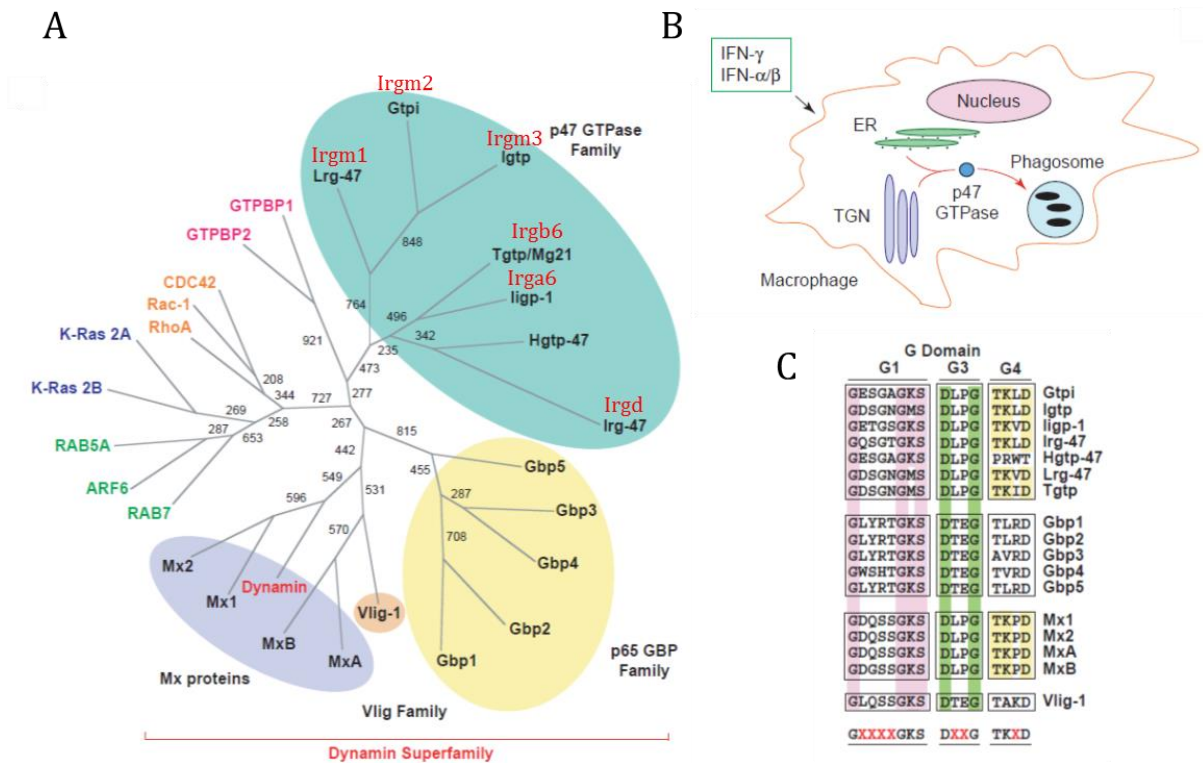 A
Irgm2
Gtpi
p47 GTPase
Family
Irgm3
Igtp
Irgm1
Lrg-47
GTPBP1
GTPBP2
848
Irgb6
Tgtp/Mg21
Irga6
Iigp-1
CDC42
Rac-1
RhoA
764
496
342
235
Hgtp-47
K-Ras 2A
921
473
Irgd
Irg-47
K-Ras 2B
208
344
727
277
269
258
267
815
287
653
442
455
Gbp5
RAB5A
549
531
287
Gbp3
ARF6
596
RAB7
570
708
Gbp4
Mx2
Dynamin
Mx1
Vlig-1
Gbp2
MxB
MxA
Gbp1
p65 GBP
Family
Mx proteins
Vlig Family
Dynamin Superfamily
B
IFN-γ
IFN-α/β
Nucleus
ER
Phagosome
p47
GTPase
TGN
Macrophage
C
G Domain
G1 G3 G4
GESGAGKS DLPG TKLD Gtpi
GDSGNGMS DLPG TKLD Igtp
GETGSGKS DLPG TKVD Iigp-1
GQSGTGKS DLPG TKLD Irg-47
GESGAGKS DLPG PRWT Hgtp-47
GDSGNGMS DLPG TKVD Lrg-47
GDSGNGMS DLPG TKID Tgtp
GLYRTGKS DTEG TLRD Gbp1
GLYRTGKS DTEG TLRD Gbp2
GLYRTGKS DTEG AVRD Gbp3
GWSHTGKS DTEG TVRD Gbp4
GLYRTGKS DTEG TLRD Gbp5
GDQSSGKS DLPG TKPD Mx1
GDQSSGKS DLPG TKPD Mx2
GDQSSGKS DLPG TKPD MxA
GDGSSGKS DLPG TKPD MxB
GLQSSGKS DTEG TAKD Vlig-1
GXXXXGKS DXXG TKXD